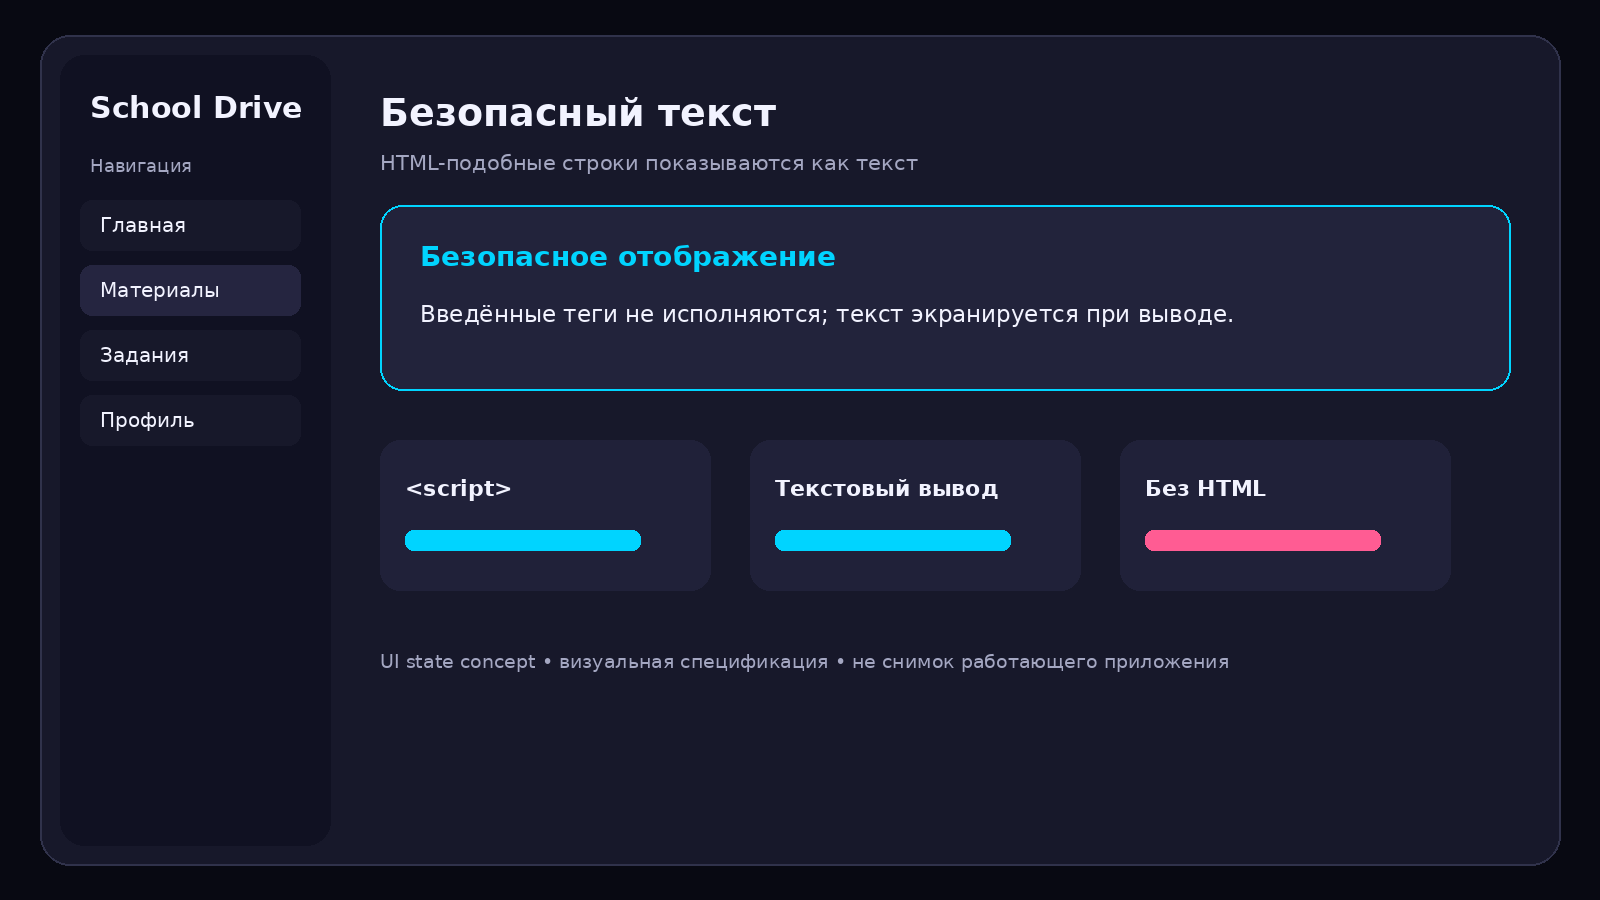 School Drive
Навигация
Главная
Материалы
Задания
Профиль
Безопасный текст
HTML-подобные строки показываются как текст
Безопасное отображение
Введённые теги не исполняются; текст экранируется при выводе.
<script>
Текстовый вывод
Без HTML
UI state concept • визуальная спецификация • не снимок работающего приложения